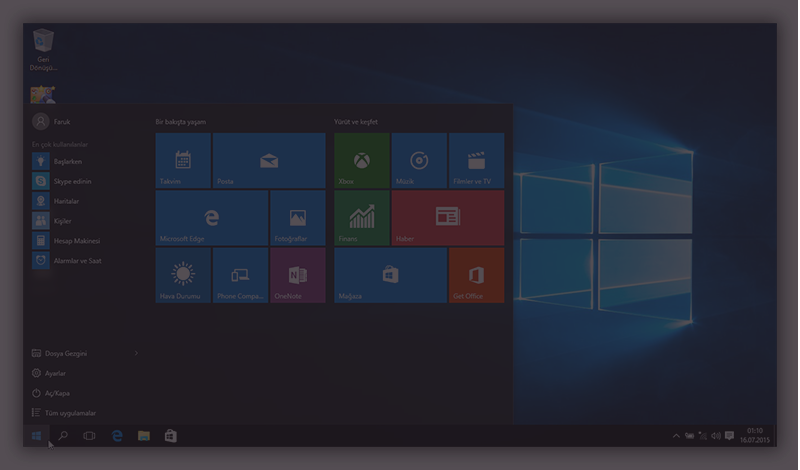 Geri
Dönüşü...
Faruk
En çok kullanılanlar
Başlarken
Skype edinin
Haritalar
Kişiler
Hesap Makinesi
Alarmlar ve Saat
Dosya Gezgini
Ayarlar
Aç/Kapa
Tüm uygulamalar
Bir bakışta yaşam
Takvim
Posta
Microsoft Edge
Fotoğraflar
Hava Durumu
Phone Compa...
OneNote
Yürüt ve keşfet
Xbox
Müzik
Filmler ve TV
Finans
Haber
Mağaza
Get Office
01:10
16.07.2015